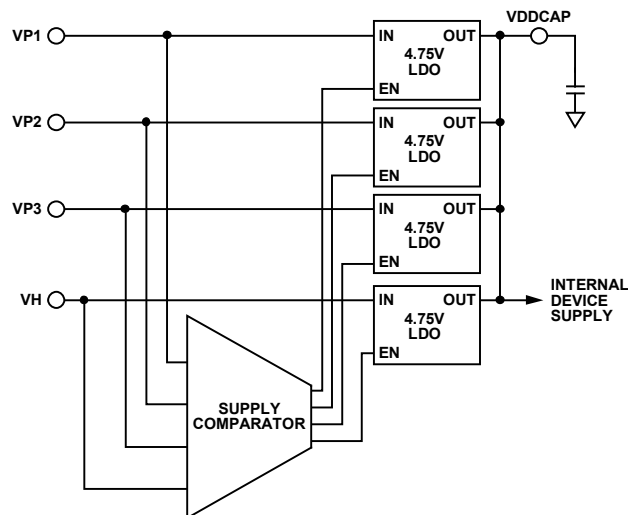 VDDCAP
VP1
IN OUT
4.75V
LDO
EN
VP2
IN OUT
4.75V
LDO
EN
VP3
IN OUT
4.75V
LDO
EN
VH
IN OUT
4.75V
LDO
EN
INTERNAL
DEVICE
SUPPLY
SUPPLY
COMPARATOR